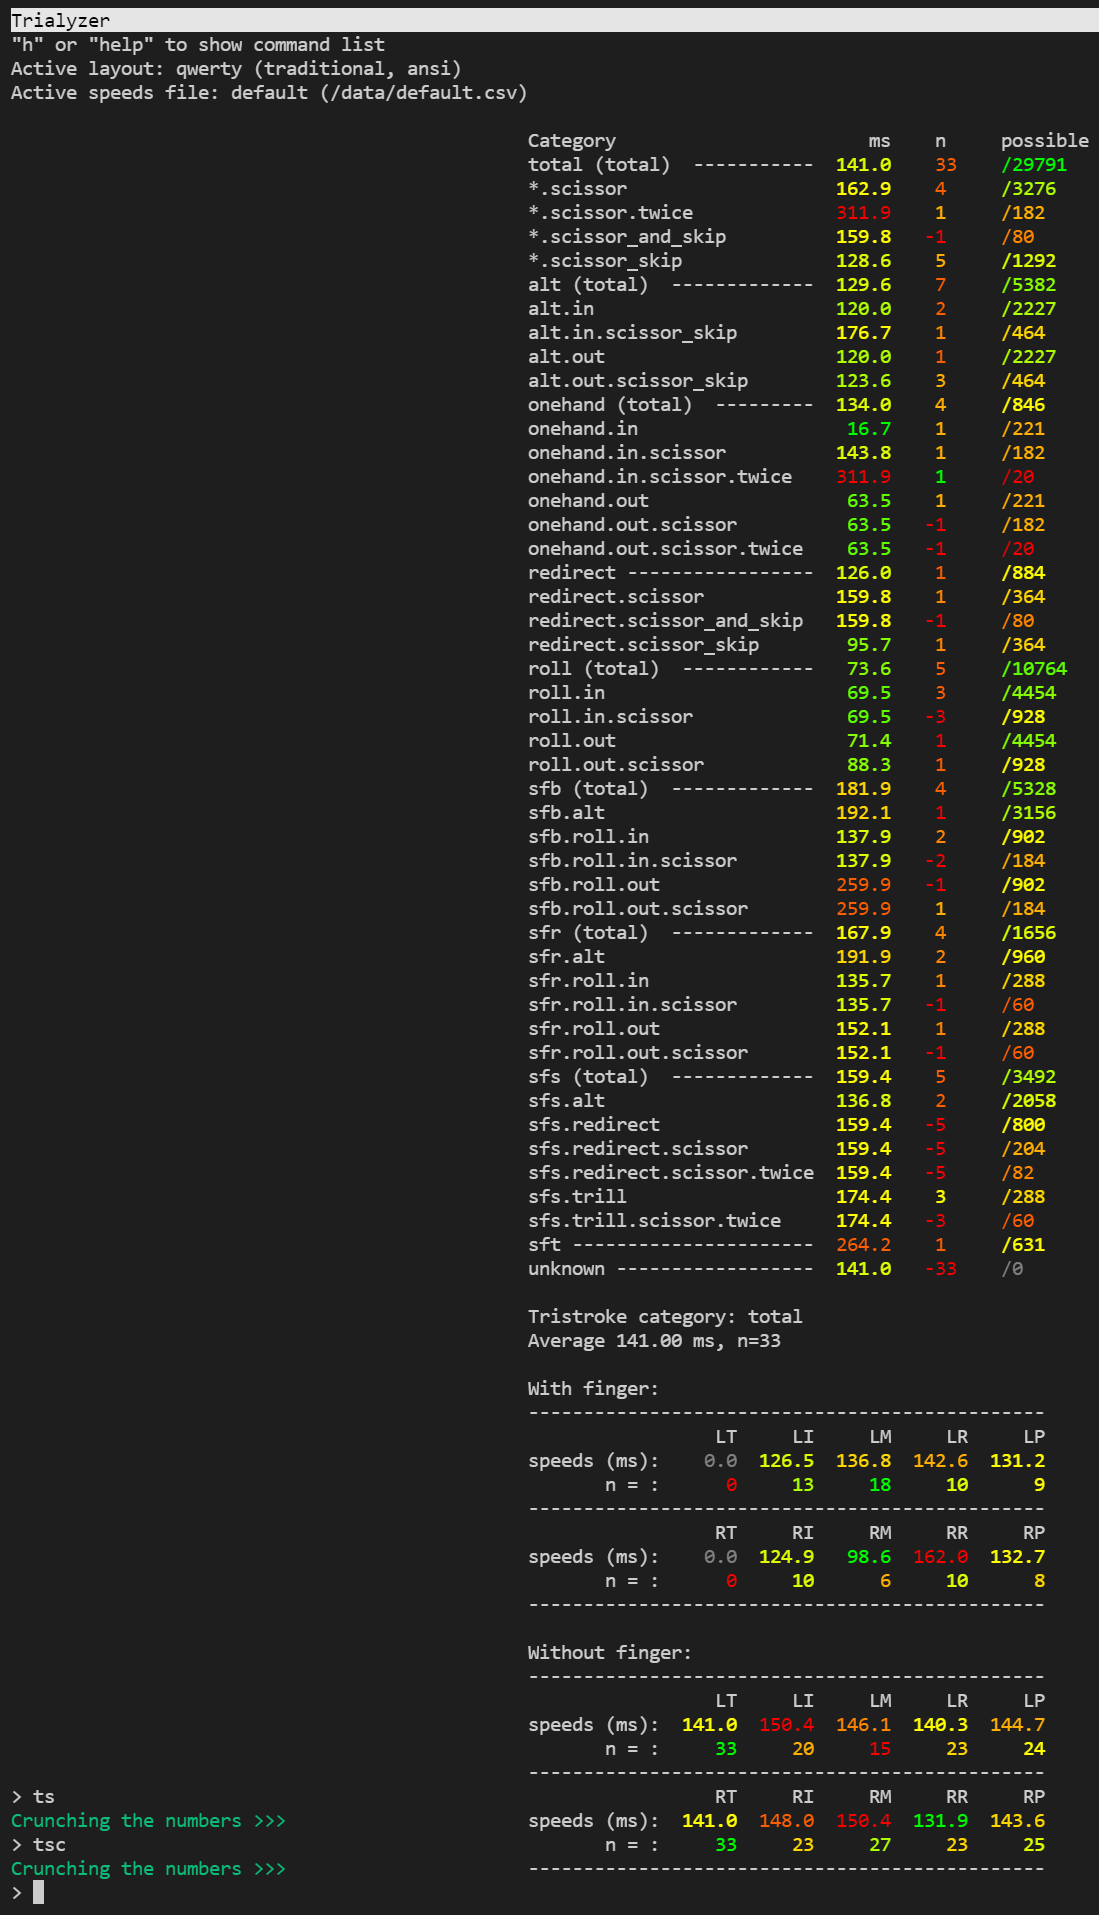 Trialyzer
"h" or "help" to show command list
Active layout: qwerty (traditional, ansi)
Active speeds file: default (/data/default.csv)
Category ms n possible
total (total) ----------- 141.0 33 /29791
*.scissor 162.9 4 /3276
*.scissor.twice 311.9 1 /182
*.scissor_and_skip 159.8 -1 /80
*.scissor_skip 128.6 5 /1292
alt (total) ------------- 129.6 7 /5382
alt.in 120.0 2 /2227
alt.in.scissor_skip 176.7 1 /464
alt.out 120.0 1 /2227
alt.out.scissor_skip 123.6 3 /464
onehand (total) --------- 134.0 4 /846
onehand.in 16.7 1 /221
onehand.in.scissor 143.8 1 /182
onehand.in.scissor.twice 311.9 1 /20
onehand.out 63.5 1 /221
onehand.out.scissor 63.5 -1 /182
onehand.out.scissor.twice 63.5 -1 /20
redirect ----------------- 126.0 1 /884
redirect.scissor 159.8 1 /364
redirect.scissor_and_skip 159.8 -1 /80
redirect.scissor_skip 95.7 1 /364
roll (total) ------------ 73.6 5 /10764
roll.in 69.5 3 /4454
roll.in.scissor 69.5 -3 /928
roll.out 71.4 1 /4454
roll.out.scissor 88.3 1 /928
sfb (total) ------------- 181.9 4 /5328
sfb.alt 192.1 1 /3156
sfb.roll.in 137.9 2 /902
sfb.roll.in.scissor 137.9 -2 /184
sfb.roll.out 259.9 -1 /902
sfb.roll.out.scissor 259.9 1 /184
sfr (total) ------------- 167.9 4 /1656
sfr.alt 191.9 2 /960
sfr.roll.in 135.7 1 /288
sfr.roll.in.scissor 135.7 -1 /60
sfr.roll.out 152.1 1 /288
sfr.roll.out.scissor 152.1 -1 /60
sfs (total) ------------- 159.4 5 /3492
sfs.alt 136.8 2 /2058
sfs.redirect 159.4 -5 /800
sfs.redirect.scissor 159.4 -5 /204
sfs.redirect.scissor.twice 159.4 -5 /82
sfs.trill 174.4 3 /288
sfs.trill.scissor.twice 174.4 -3 /60
sft ---------------------- 264.2 1 /631
unknown ------------------ 141.0 -33 /0
Tristroke category: total
Average 141.00 ms, n=33
With finger:
-----------------------------------------------
LT LI LM LR LP
speeds (ms): 0.0 126.5 136.8 142.6 131.2
n = : 0 13 18 10 9
-----------------------------------------------
RT RI RM RR RP
speeds (ms): 0.0 124.9 98.6 162.0 132.7
n = : 0 10 6 10 8
-----------------------------------------------
Without finger:
-----------------------------------------------
LT LI LM LR LP
speeds (ms): 141.0 150.4 146.1 140.3 144.7
n = : 33 20 15 23 24
-----------------------------------------------
RT RI RM RR RP
speeds (ms): 141.0 148.0 150.4 131.9 143.6
n = : 33 23 27 23 25
-----------------------------------------------
> ts
Crunching the numbers >>>
> tsc
Crunching the numbers >>>
>